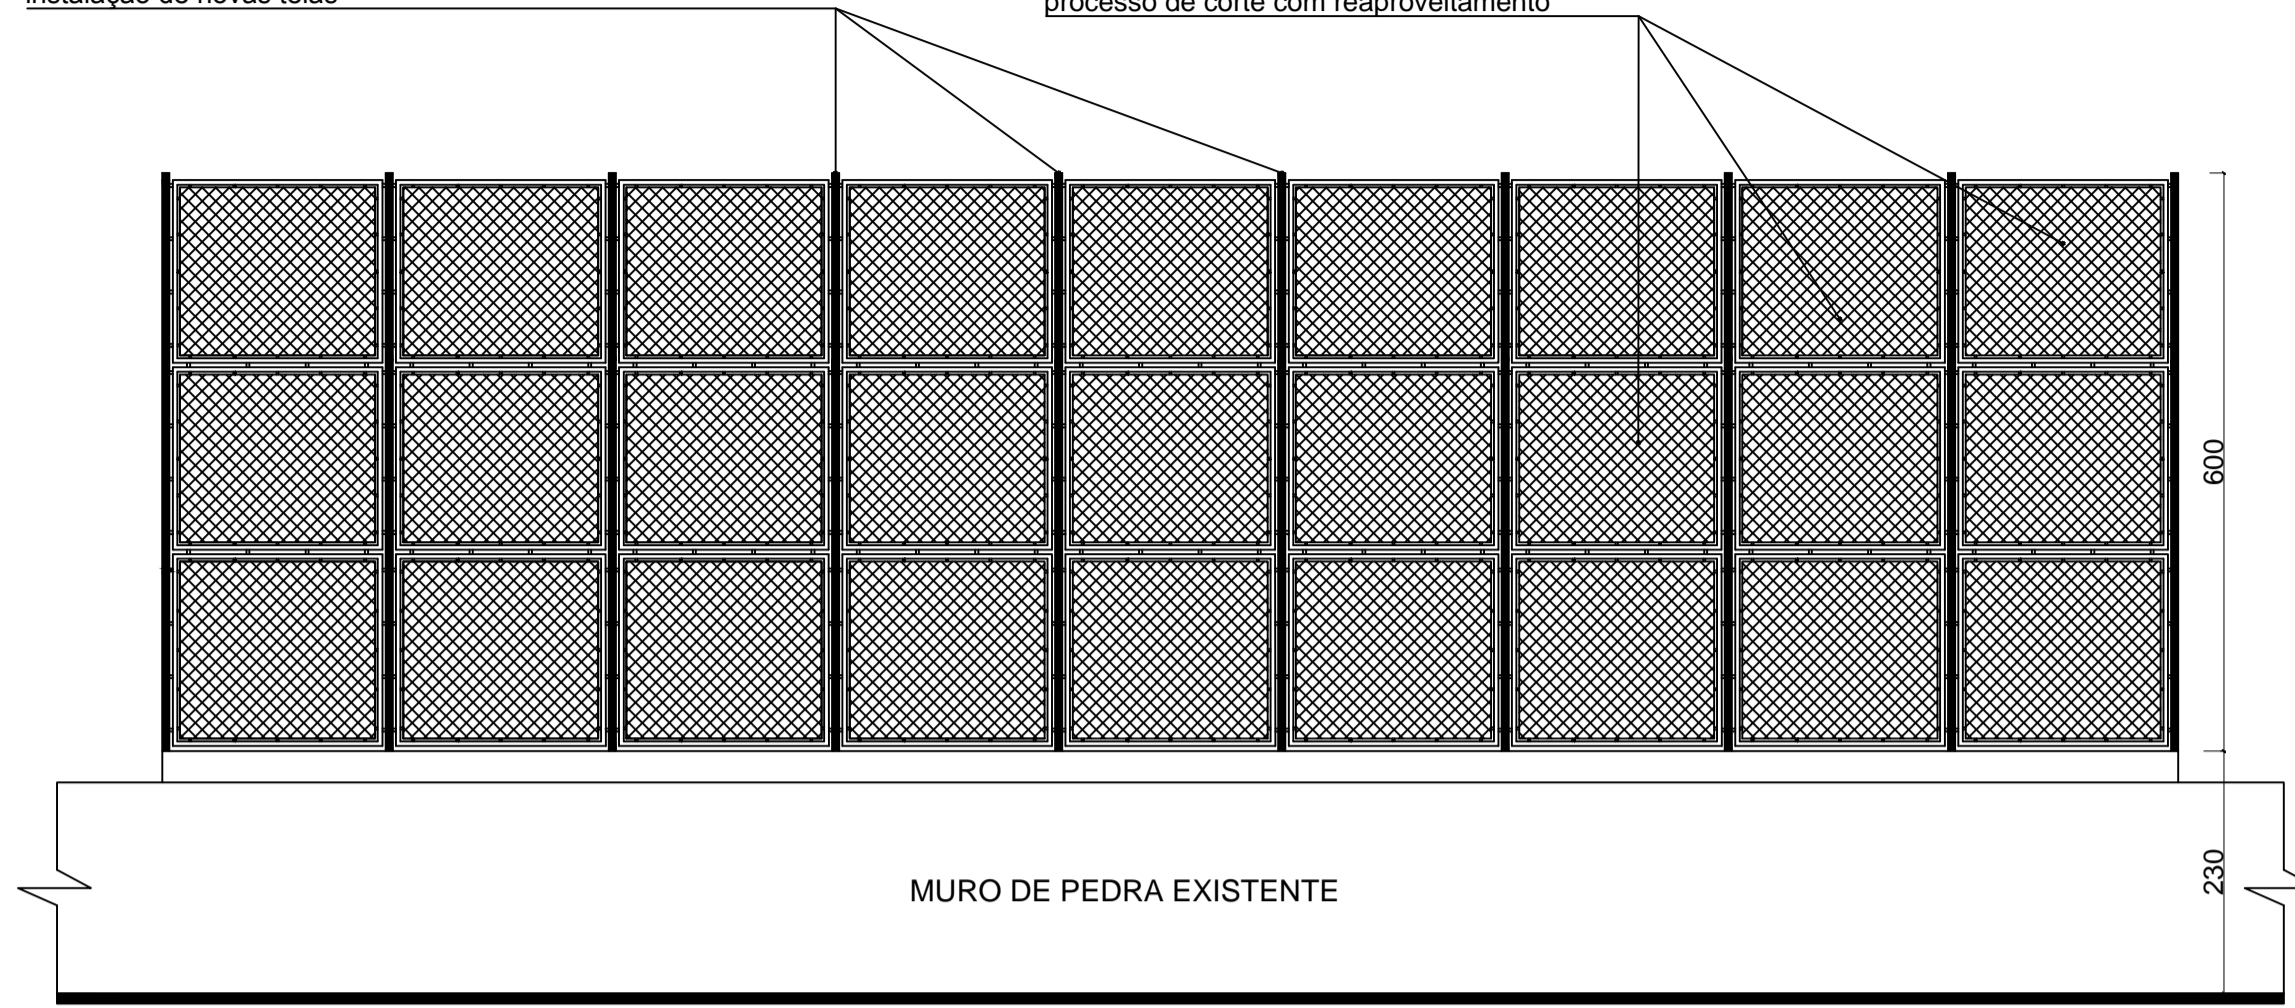 instalação de novas telas
processo de corte com reaproveitamento
600
230
MURO DE PEDRA EXISTENTE